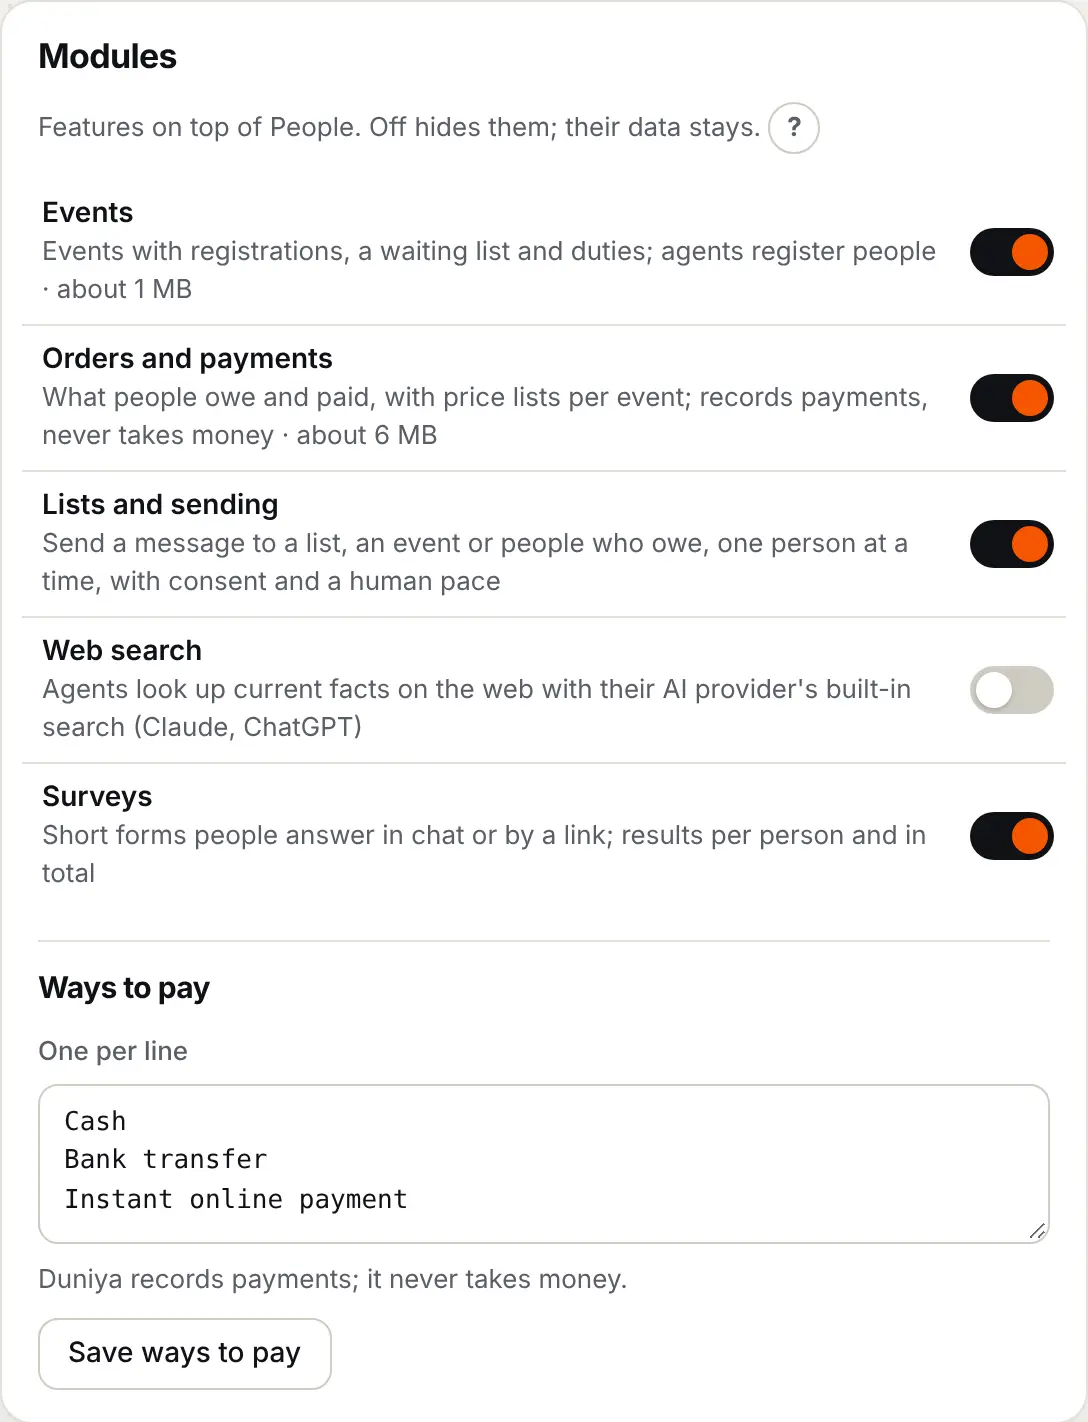 Modules
Features on top of People. Off hides them; their data stays. ?
Events
Events with registrations, a waiting list and duties; agents register people
· about 1 MB
Orders and payments
What people owe and paid, with price lists per event; records payments,
never takes money · about 6 MB
Lists and sending
Send a message to a list, an event or people who owe, one person at a
time, with consent and a human pace
Web search
Agents look up current facts on the web with their AI provider's built-in
search (Claude, ChatGPT)
Surveys
Short forms people answer in chat or by a link; results per person and in
total
Ways to pay
One per line
Cash
Bank transfer
Instant online payment
Duniya records payments; it never takes money.
Save ways to pay